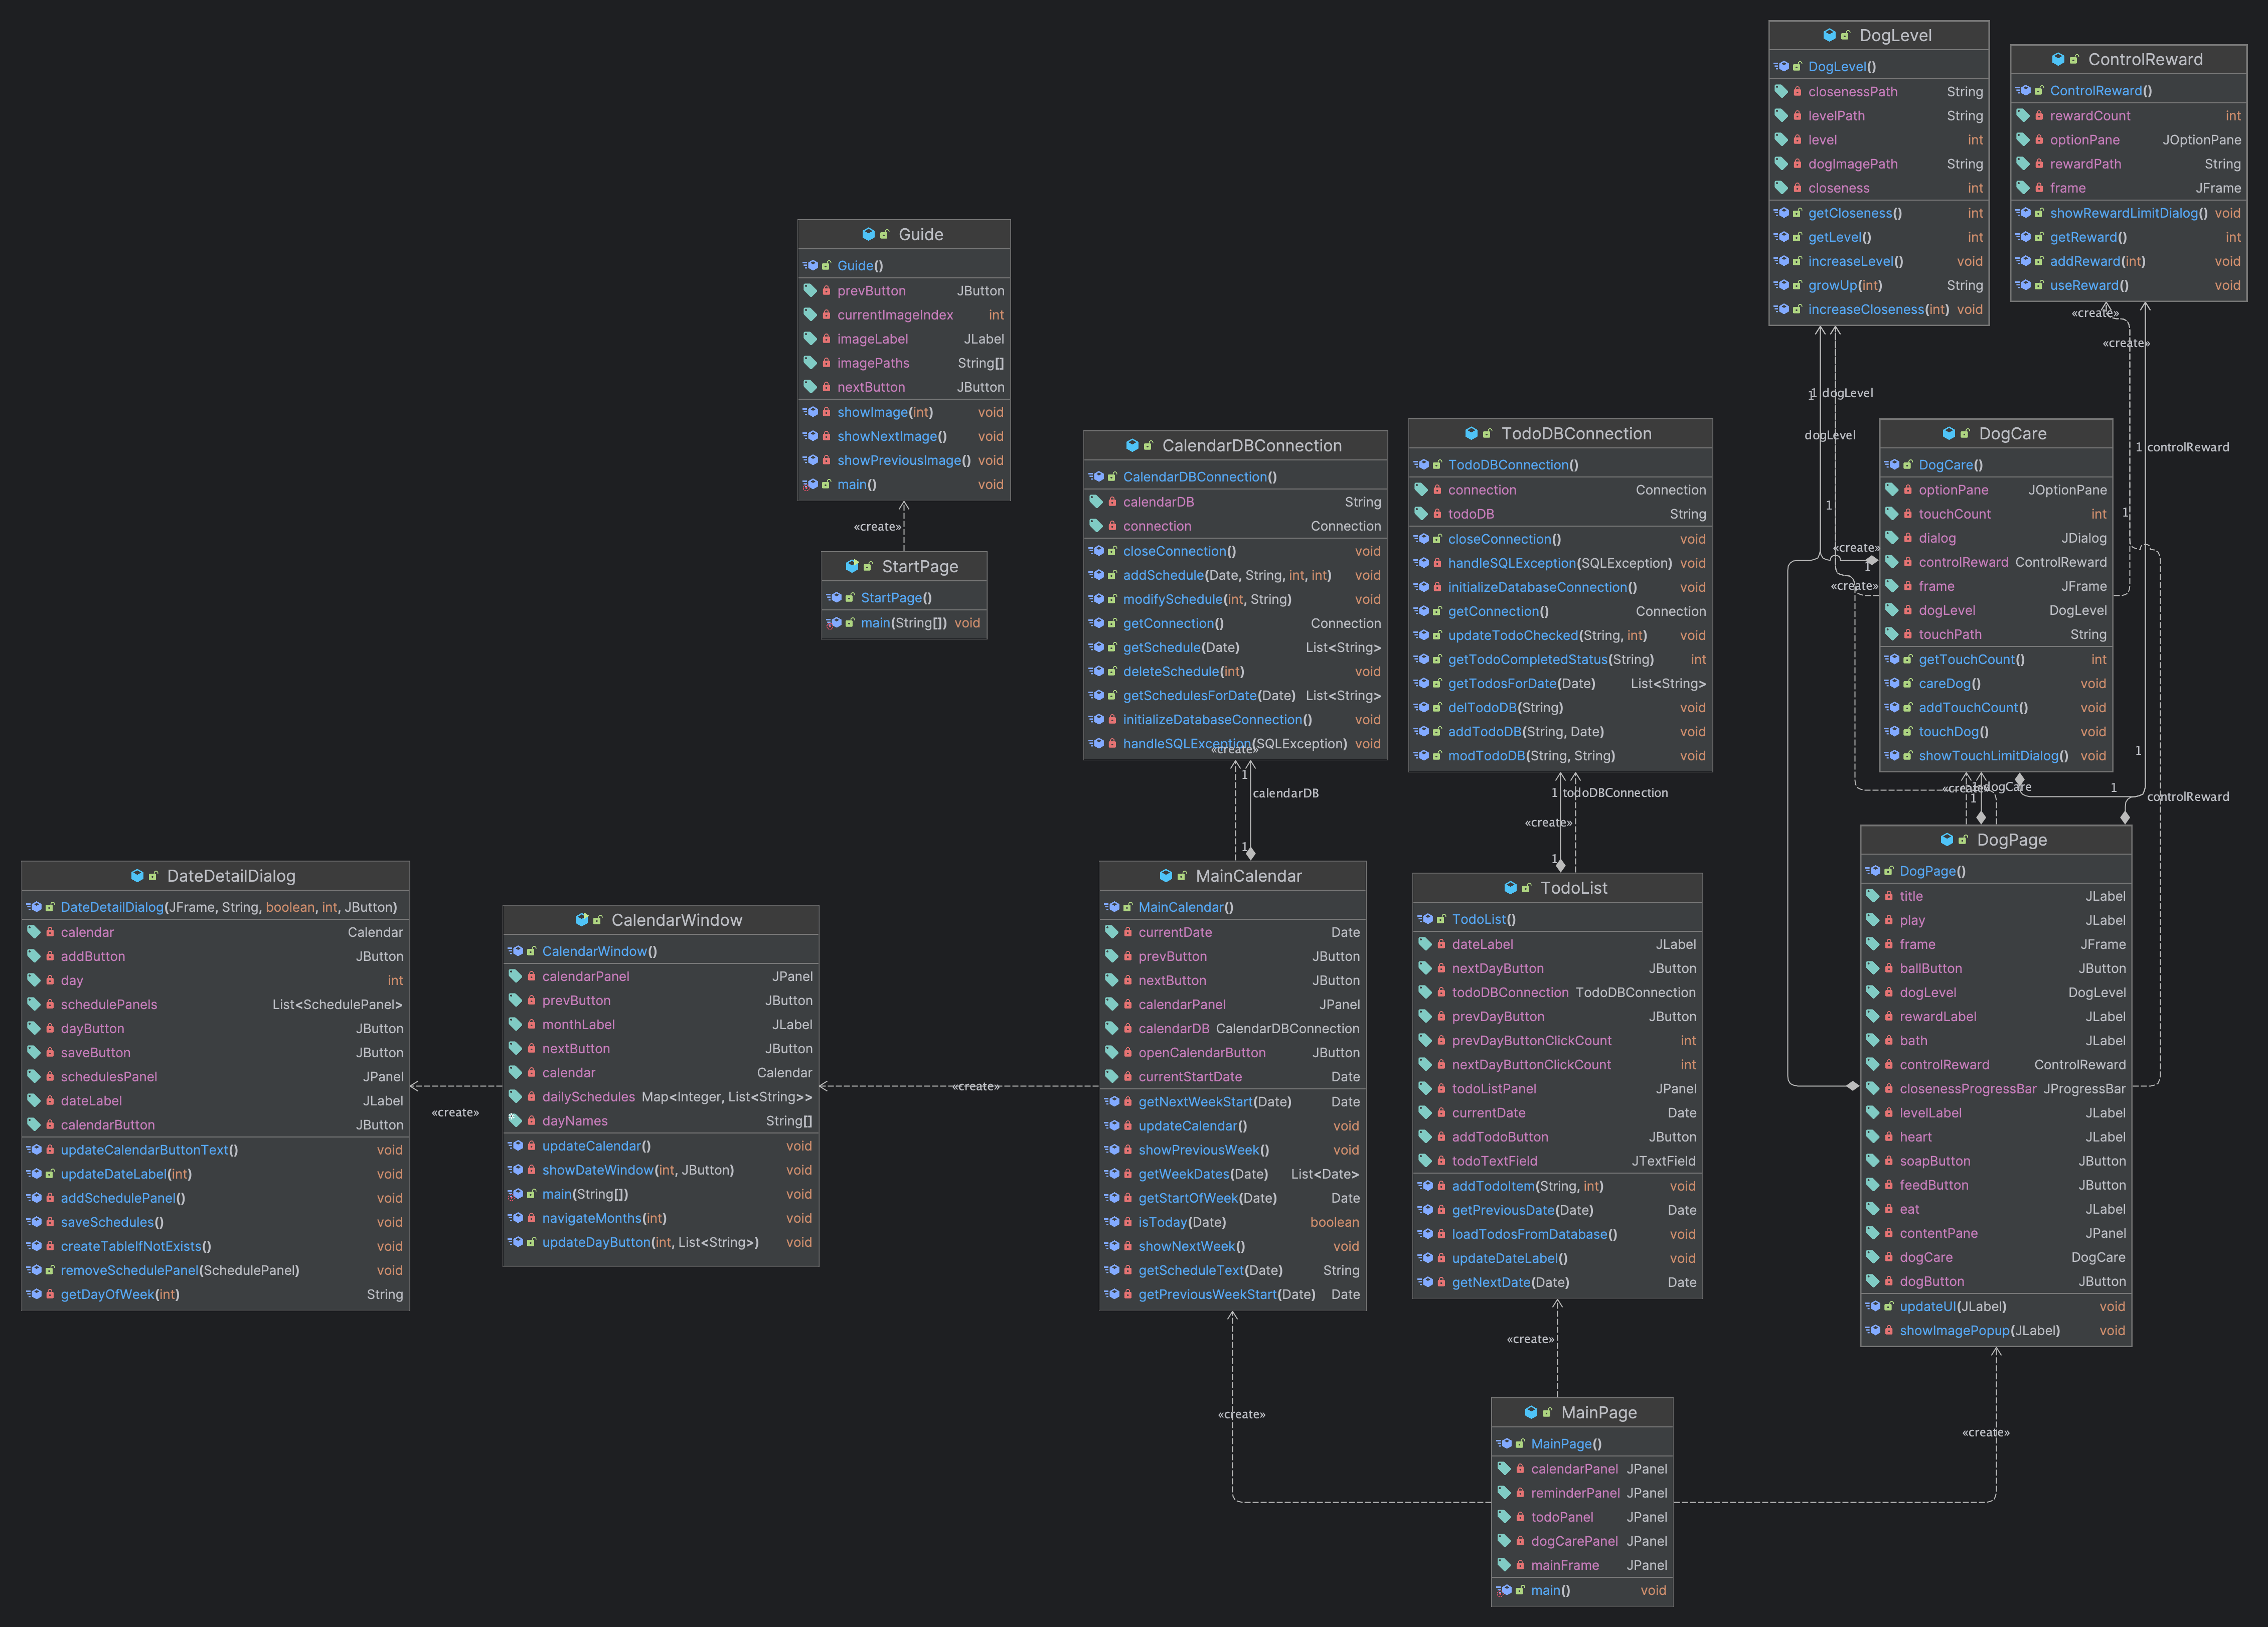 DogLevel
DogLevel()
closenessPath String
levelPath String
level int
dogImagePath String
closeness int
getCloseness() int
getLevel() int
increaseLevel() void
growUp(int) String
increaseCloseness(int) void
ControlReward
ControlReward()
rewardCount int
optionPane JOptionPane
rewardPath String
frame JFrame
showRewardLimitDialog() void
getReward() int
addReward(int) void
useReward() void
Guide
Guide()
prevButton JButton
currentImageIndex int
imageLabel JLabel
imagePaths String[]
nextButton JButton
showImage(int) void
showNextImage() void
showPreviousImage() void
main() void
«create»
StartPage
StartPage()
main(String[]) void
CalendarDBConnection
CalendarDBConnection()
calendarDB String
connection Connection
closeConnection() void
addSchedule(Date, String, int, int) void
modifySchedule(int, String) void
getConnection() Connection
getSchedule(Date) List<String>
deleteSchedule(int) void
getSchedulesForDate(Date) List<String>
initializeDatabaseConnection() void
handleSQLException(SQLException) void
«create»
1
calendarDB
1
TodoDBConnection
TodoDBConnection()
connection Connection
todoDB String
closeConnection() void
handleSQLException(SQLException) void
initializeDatabaseConnection() void
getConnection() Connection
updateTodoChecked(String, int) void
getTodoCompletedStatus(String) int
getTodosForDate(Date) List<String>
delTodoDB(String) void
addTodoDB(String, Date) void
modTodoDB(String, String) void
1 todoDBConnection
«create»
1
«create»
«create»
1
1 dogLevel
dogLevel
1
«create»
1
«create»
1 controlReward
1
DogCare
DogCare()
optionPane JOptionPane
touchCount int
dialog JDialog
controlReward ControlReward
frame JFrame
dogLevel DogLevel
touchPath String
getTouchCount() int
careDog() void
addTouchCount() void
touchDog() void
showTouchLimitDialog() void
1
«create»
1
dogCare
1
1
controlReward
DateDetailDialog
DateDetailDialog(JFrame, String, boolean, int, JButton)
calendar Calendar
addButton JButton
day int
schedulePanels List<SchedulePanel>
dayButton JButton
saveButton JButton
schedulesPanel JPanel
dateLabel JLabel
calendarButton JButton
updateCalendarButtonText() void
updateDateLabel(int) void
addSchedulePanel() void
saveSchedules() void
createTableIfNotExists() void
removeSchedulePanel(SchedulePanel) void
getDayOfWeek(int) String
«create»
CalendarWindow
CalendarWindow()
calendarPanel JPanel
prevButton JButton
monthLabel JLabel
nextButton JButton
calendar Calendar
dailySchedules Map<Integer, List<String>>
dayNames String[]
updateCalendar() void
showDateWindow(int, JButton) void
main(String[]) void
navigateMonths(int) void
updateDayButton(int, List<String>) void
«create»
MainCalendar
MainCalendar()
currentDate Date
prevButton JButton
nextButton JButton
calendarPanel JPanel
calendarDB CalendarDBConnection
openCalendarButton JButton
currentStartDate Date
getNextWeekStart(Date) Date
updateCalendar() void
showPreviousWeek() void
getWeekDates(Date) List<Date>
getStartOfWeek(Date) Date
isToday(Date) boolean
showNextWeek() void
getScheduleText(Date) String
getPreviousWeekStart(Date) Date
TodoList
TodoList()
dateLabel JLabel
nextDayButton JButton
todoDBConnection TodoDBConnection
prevDayButton JButton
prevDayButtonClickCount int
nextDayButtonClickCount int
todoListPanel JPanel
currentDate Date
addTodoButton JButton
todoTextField JTextField
addTodoItem(String, int) void
getPreviousDate(Date) Date
loadTodosFromDatabase() void
updateDateLabel() void
getNextDate(Date) Date
DogPage
DogPage()
title JLabel
play JLabel
frame JFrame
ballButton JButton
dogLevel DogLevel
rewardLabel JLabel
bath JLabel
controlReward ControlReward
closenessProgressBar JProgressBar
levelLabel JLabel
heart JLabel
soapButton JButton
feedButton JButton
eat JLabel
contentPane JPanel
dogCare DogCare
dogButton JButton
updateUI(JLabel) void
showImagePopup(JLabel) void
«create»
«create»
«create»
MainPage
MainPage()
calendarPanel JPanel
reminderPanel JPanel
todoPanel JPanel
dogCarePanel JPanel
mainFrame JPanel
main() void